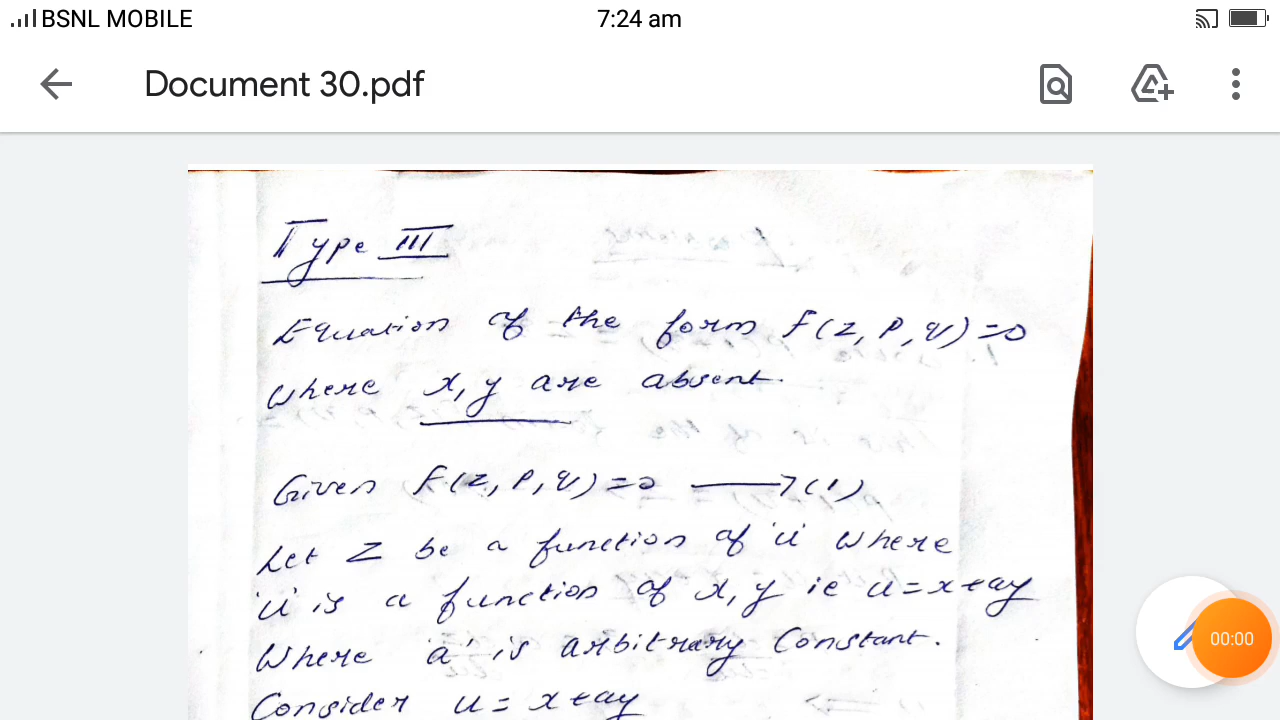 BSNL MOBILE 7:24 am
Document 30.pdf
Type III
Equation of the form F(z, p, q)=0
where x, y are absent.
Given F(z, p, q)=0 ⟶(1)
Let z be a function of 'u' where
'u' is a function of x, y ie u=x+ay
Where 'a' is arbitrary Constant.
Consider u= x+ay
00:00